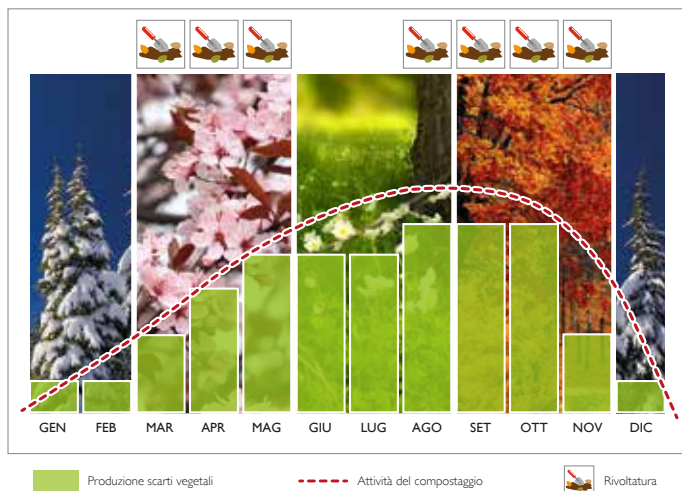 GEN FEB MAR APR MAG GIU LUG AGO SET OTT NOV DIC
Produzione scarti vegetali Attività del compostaggio Rivoltatura